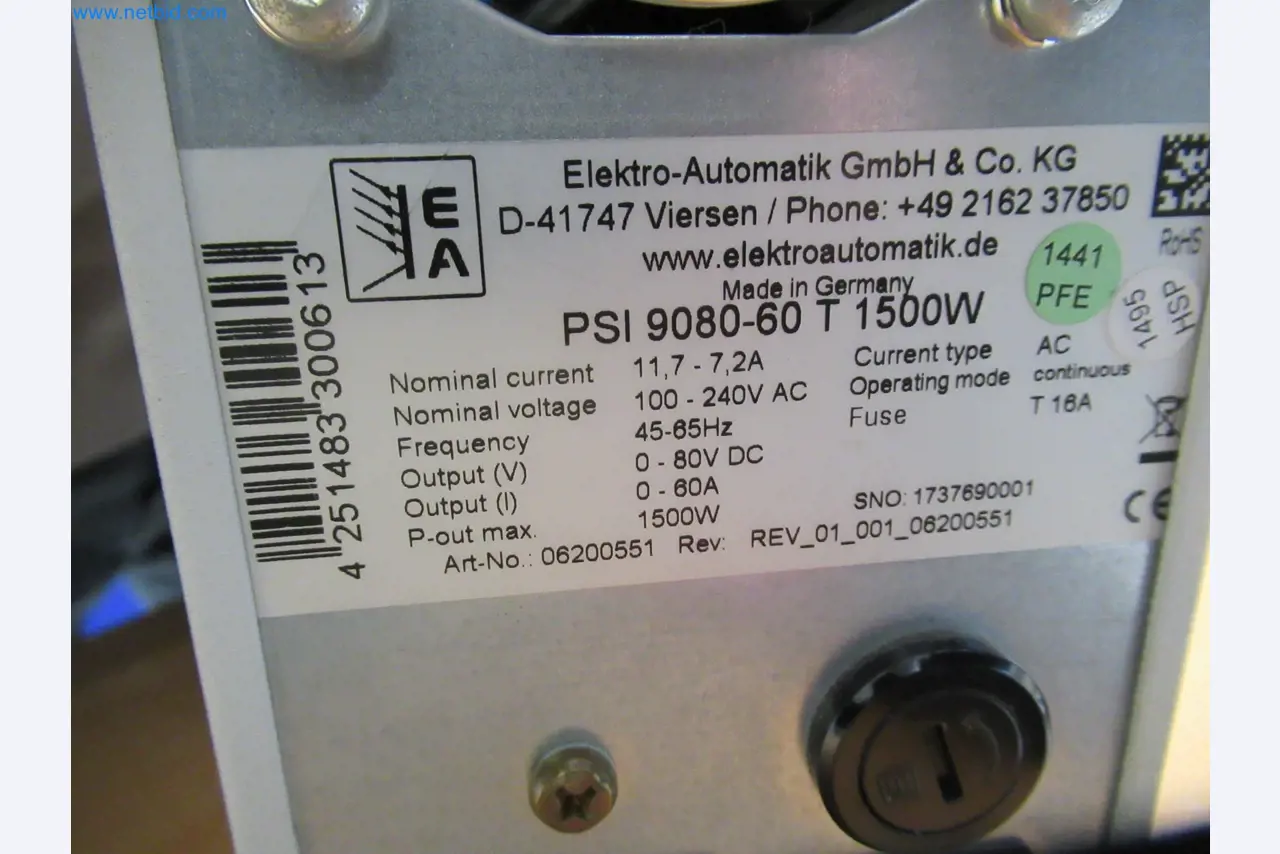 www.netbid.com
EA
Elektro-Automatik GmbH & Co. KG
D-41747 Viersen / Phone: +49 2162 37850
www.elektroautomatik.de
Made in Germany
PSI 9080-60 T 1500W
RoHS
1441
PFE
1495
HSP
4 251483 300613
Nominal current 11,7 - 7,2A Current type AC
Nominal voltage 100 - 240V AC Operating mode continuous
Frequency 45-65Hz Fuse T 16A
Output (V) 0 - 80V DC
Output (I) 0 - 60A
P-out max. 1500W SNO: 1737690001
Art-No.: 06200551 Rev: REV_01_001_06200551
CE